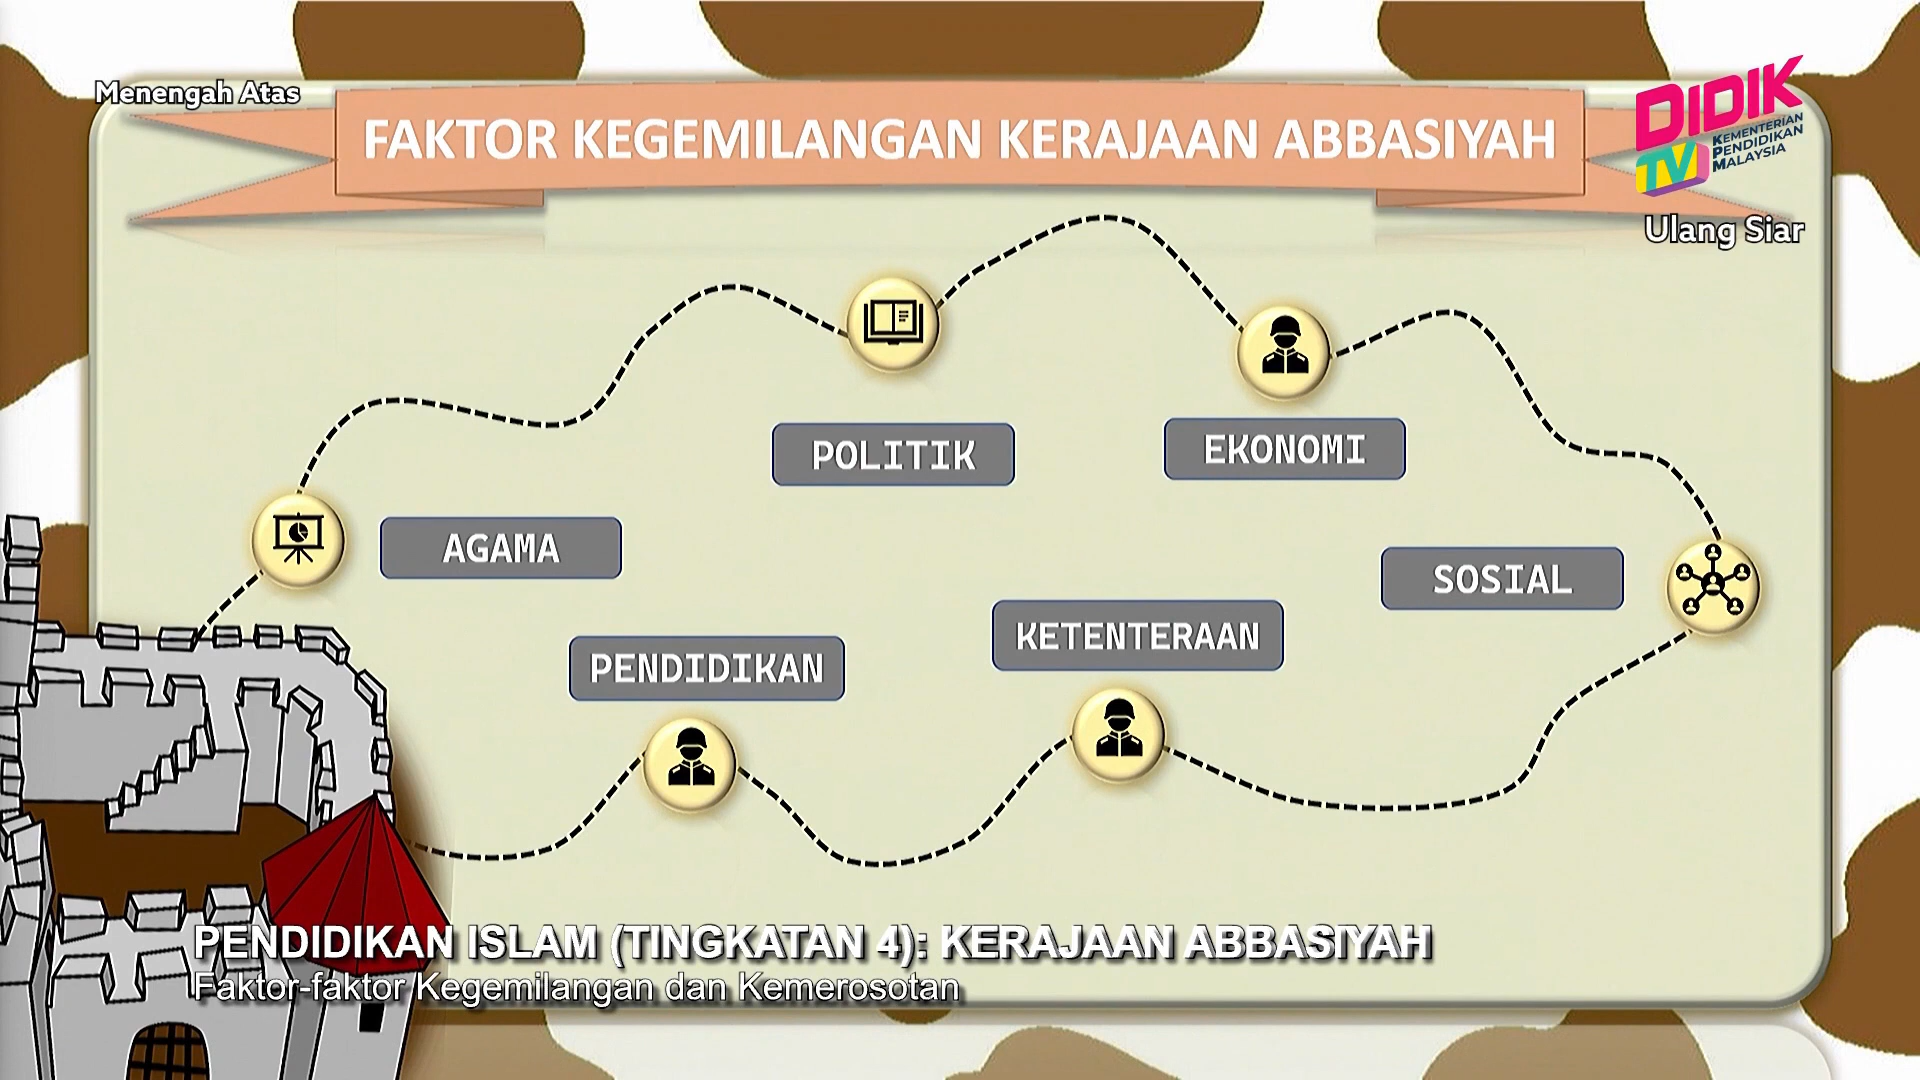 Menengah Atas
FAKTOR KEGEMILANGAN KERAJAAN ABBASIYAH
DIDIK
TV
KEMENTERIAN
PENDIDIKAN
MALAYSIA
Ulang Siar
POLITIK
EKONOMI
AGAMA
SOSIAL
KETENTERAAN
PENDIDIKAN
PENDIDIKAN ISLAM (TINGKATAN 4): KERAJAAN ABBASIYAH
Faktor-faktor Kegemilangan dan Kemerosotan